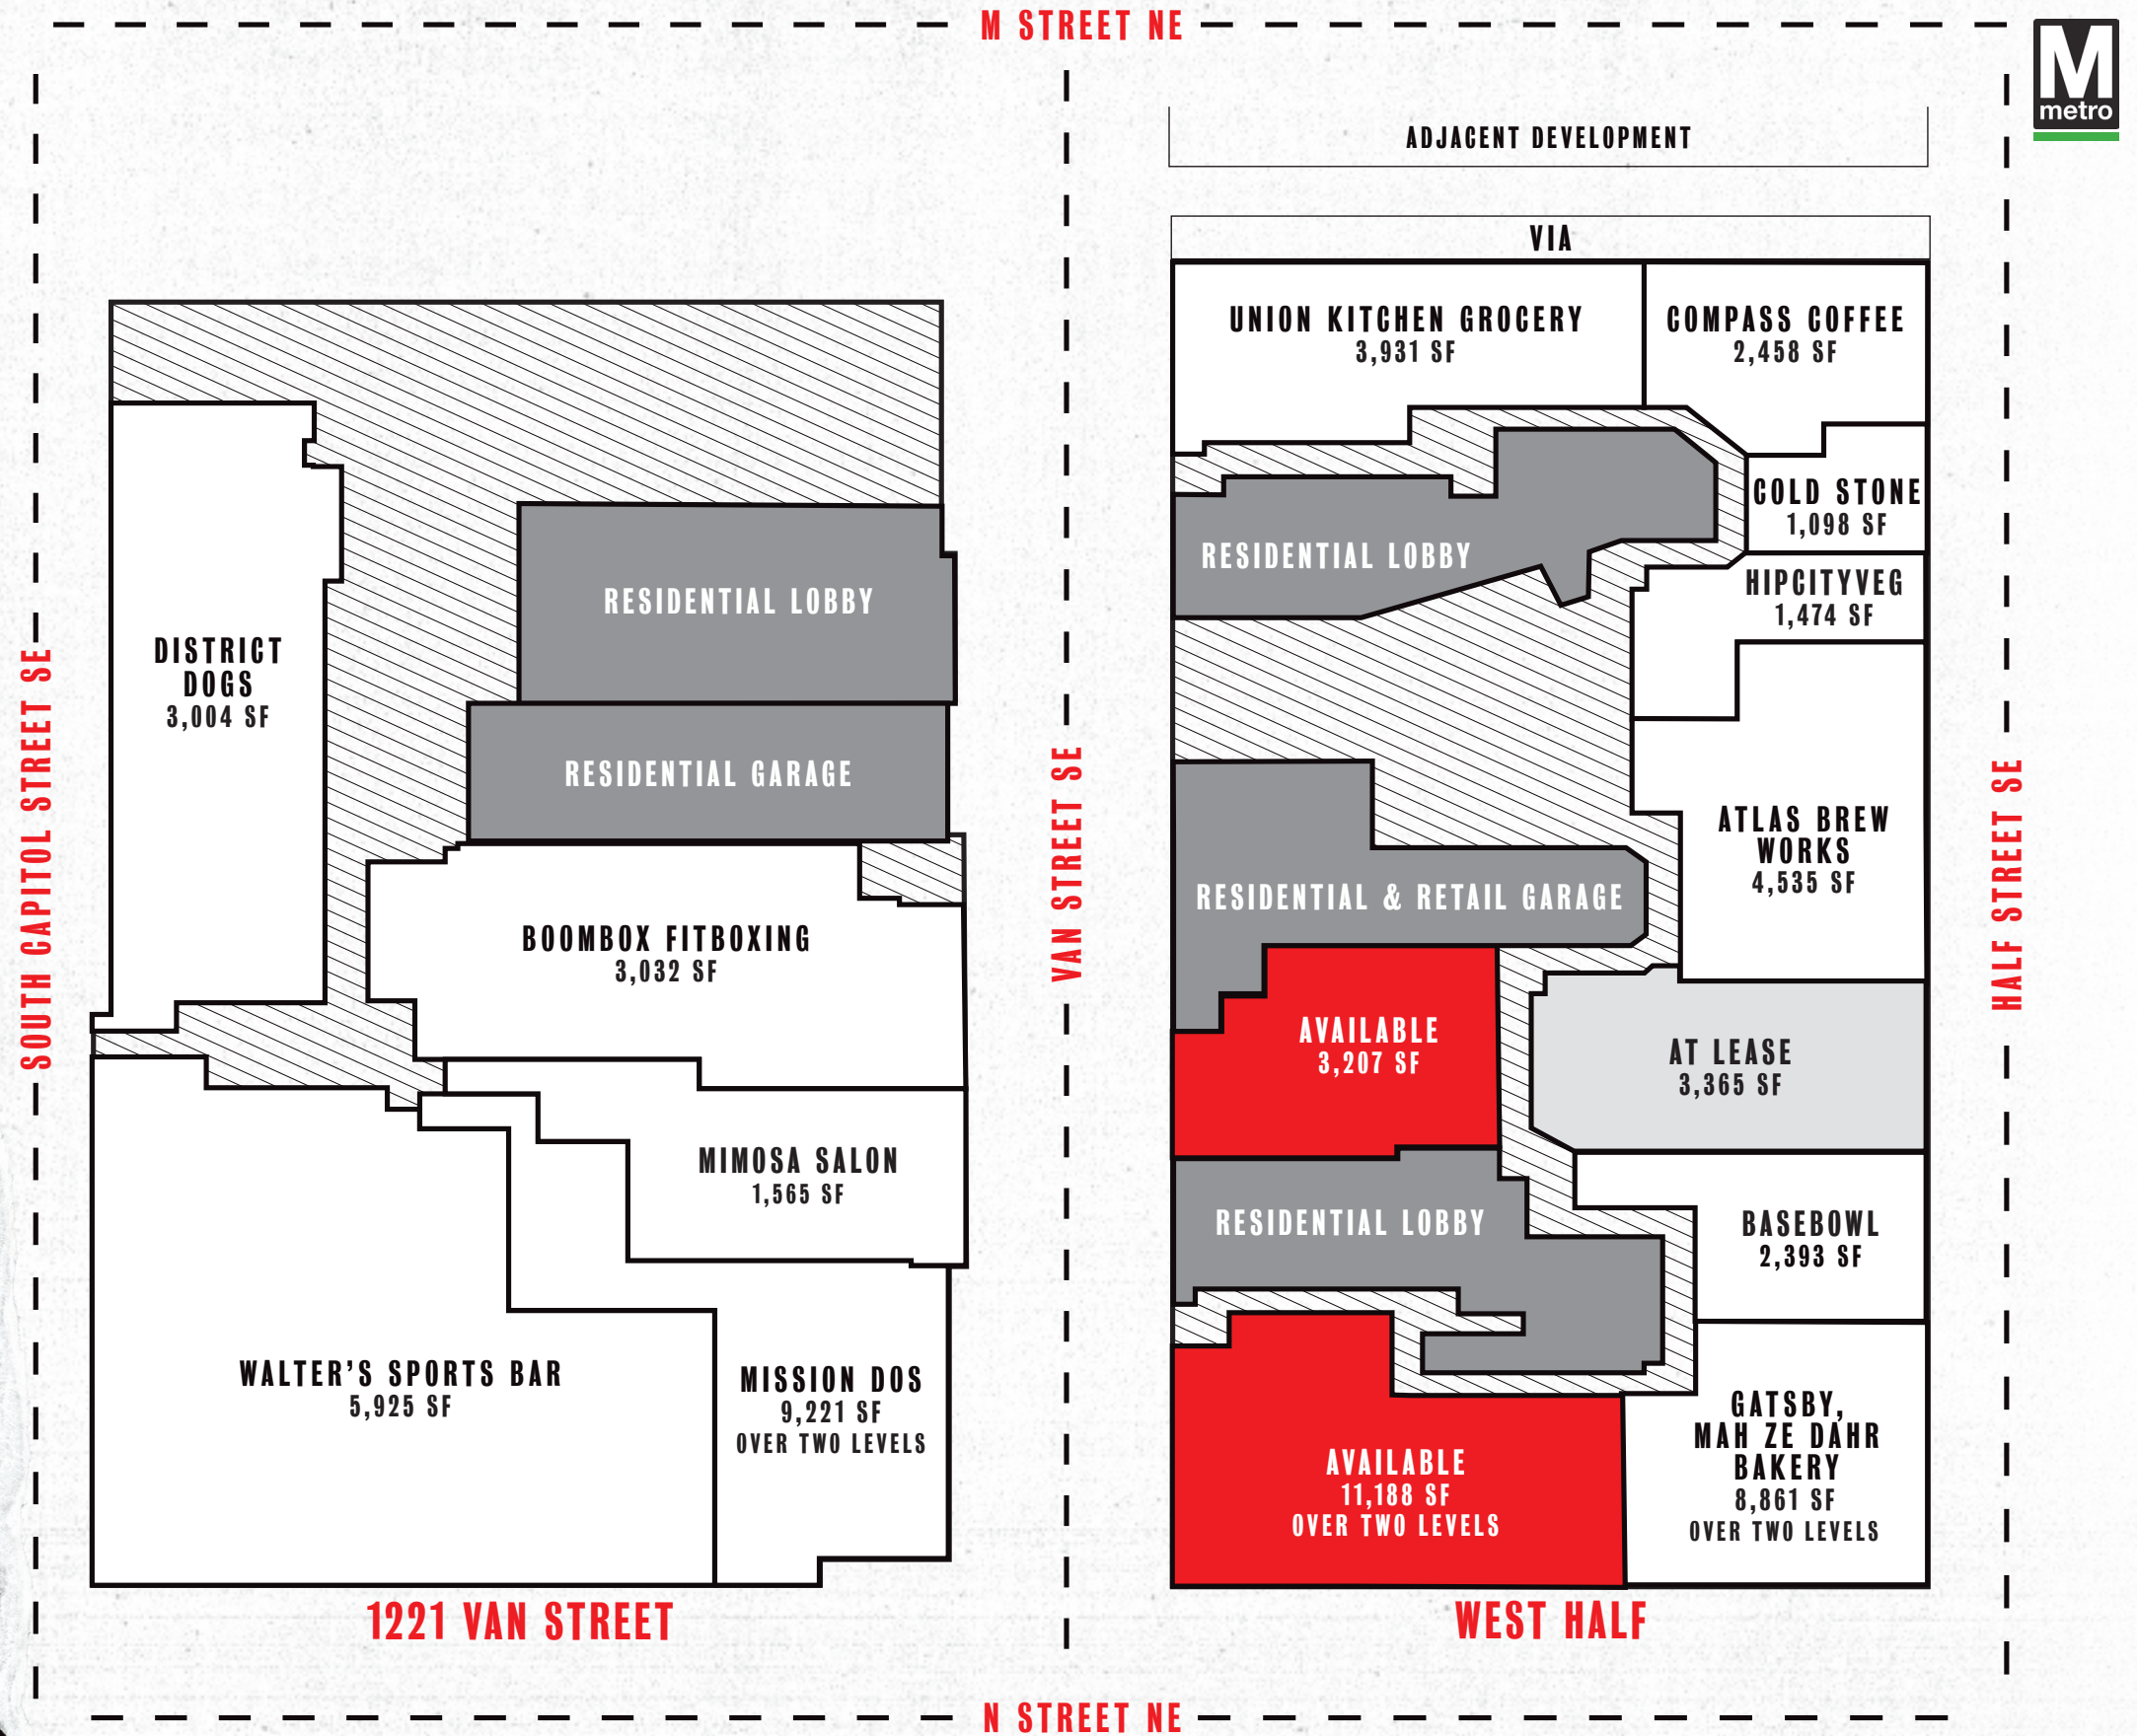 M STREET NE
M
metro
ADJACENT DEVELOPMENT
VIA
UNION KITCHEN GROCERY
3,931 SF
COMPASS COFFEE
2,458 SF
COLD STONE
1,098 SF
HIPCITYVEG
1,474 SF
RESIDENTIAL LOBBY
RESIDENTIAL LOBBY
DISTRICT
DOGS
3,004 SF
RESIDENTIAL GARAGE
SOUTH CAPITOL STREET SE
VAN STREET SE
HALF STREET SE
ATLAS BREW
WORKS
4,535 SF
RESIDENTIAL & RETAIL GARAGE
BOOMBOX FITBOXING
3,032 SF
AVAILABLE
3,207 SF
AT LEASE
3,365 SF
MIMOSA SALON
1,565 SF
RESIDENTIAL LOBBY
BASEBOWL
2,393 SF
WALTER'S SPORTS BAR
5,925 SF
MISSION DOS
9,221 SF
OVER TWO LEVELS
AVAILABLE
11,188 SF
OVER TWO LEVELS
GATSBY,
MAH ZE DAHR
BAKERY
8,861 SF
OVER TWO LEVELS
1221 VAN STREET
WEST HALF
N STREET NE